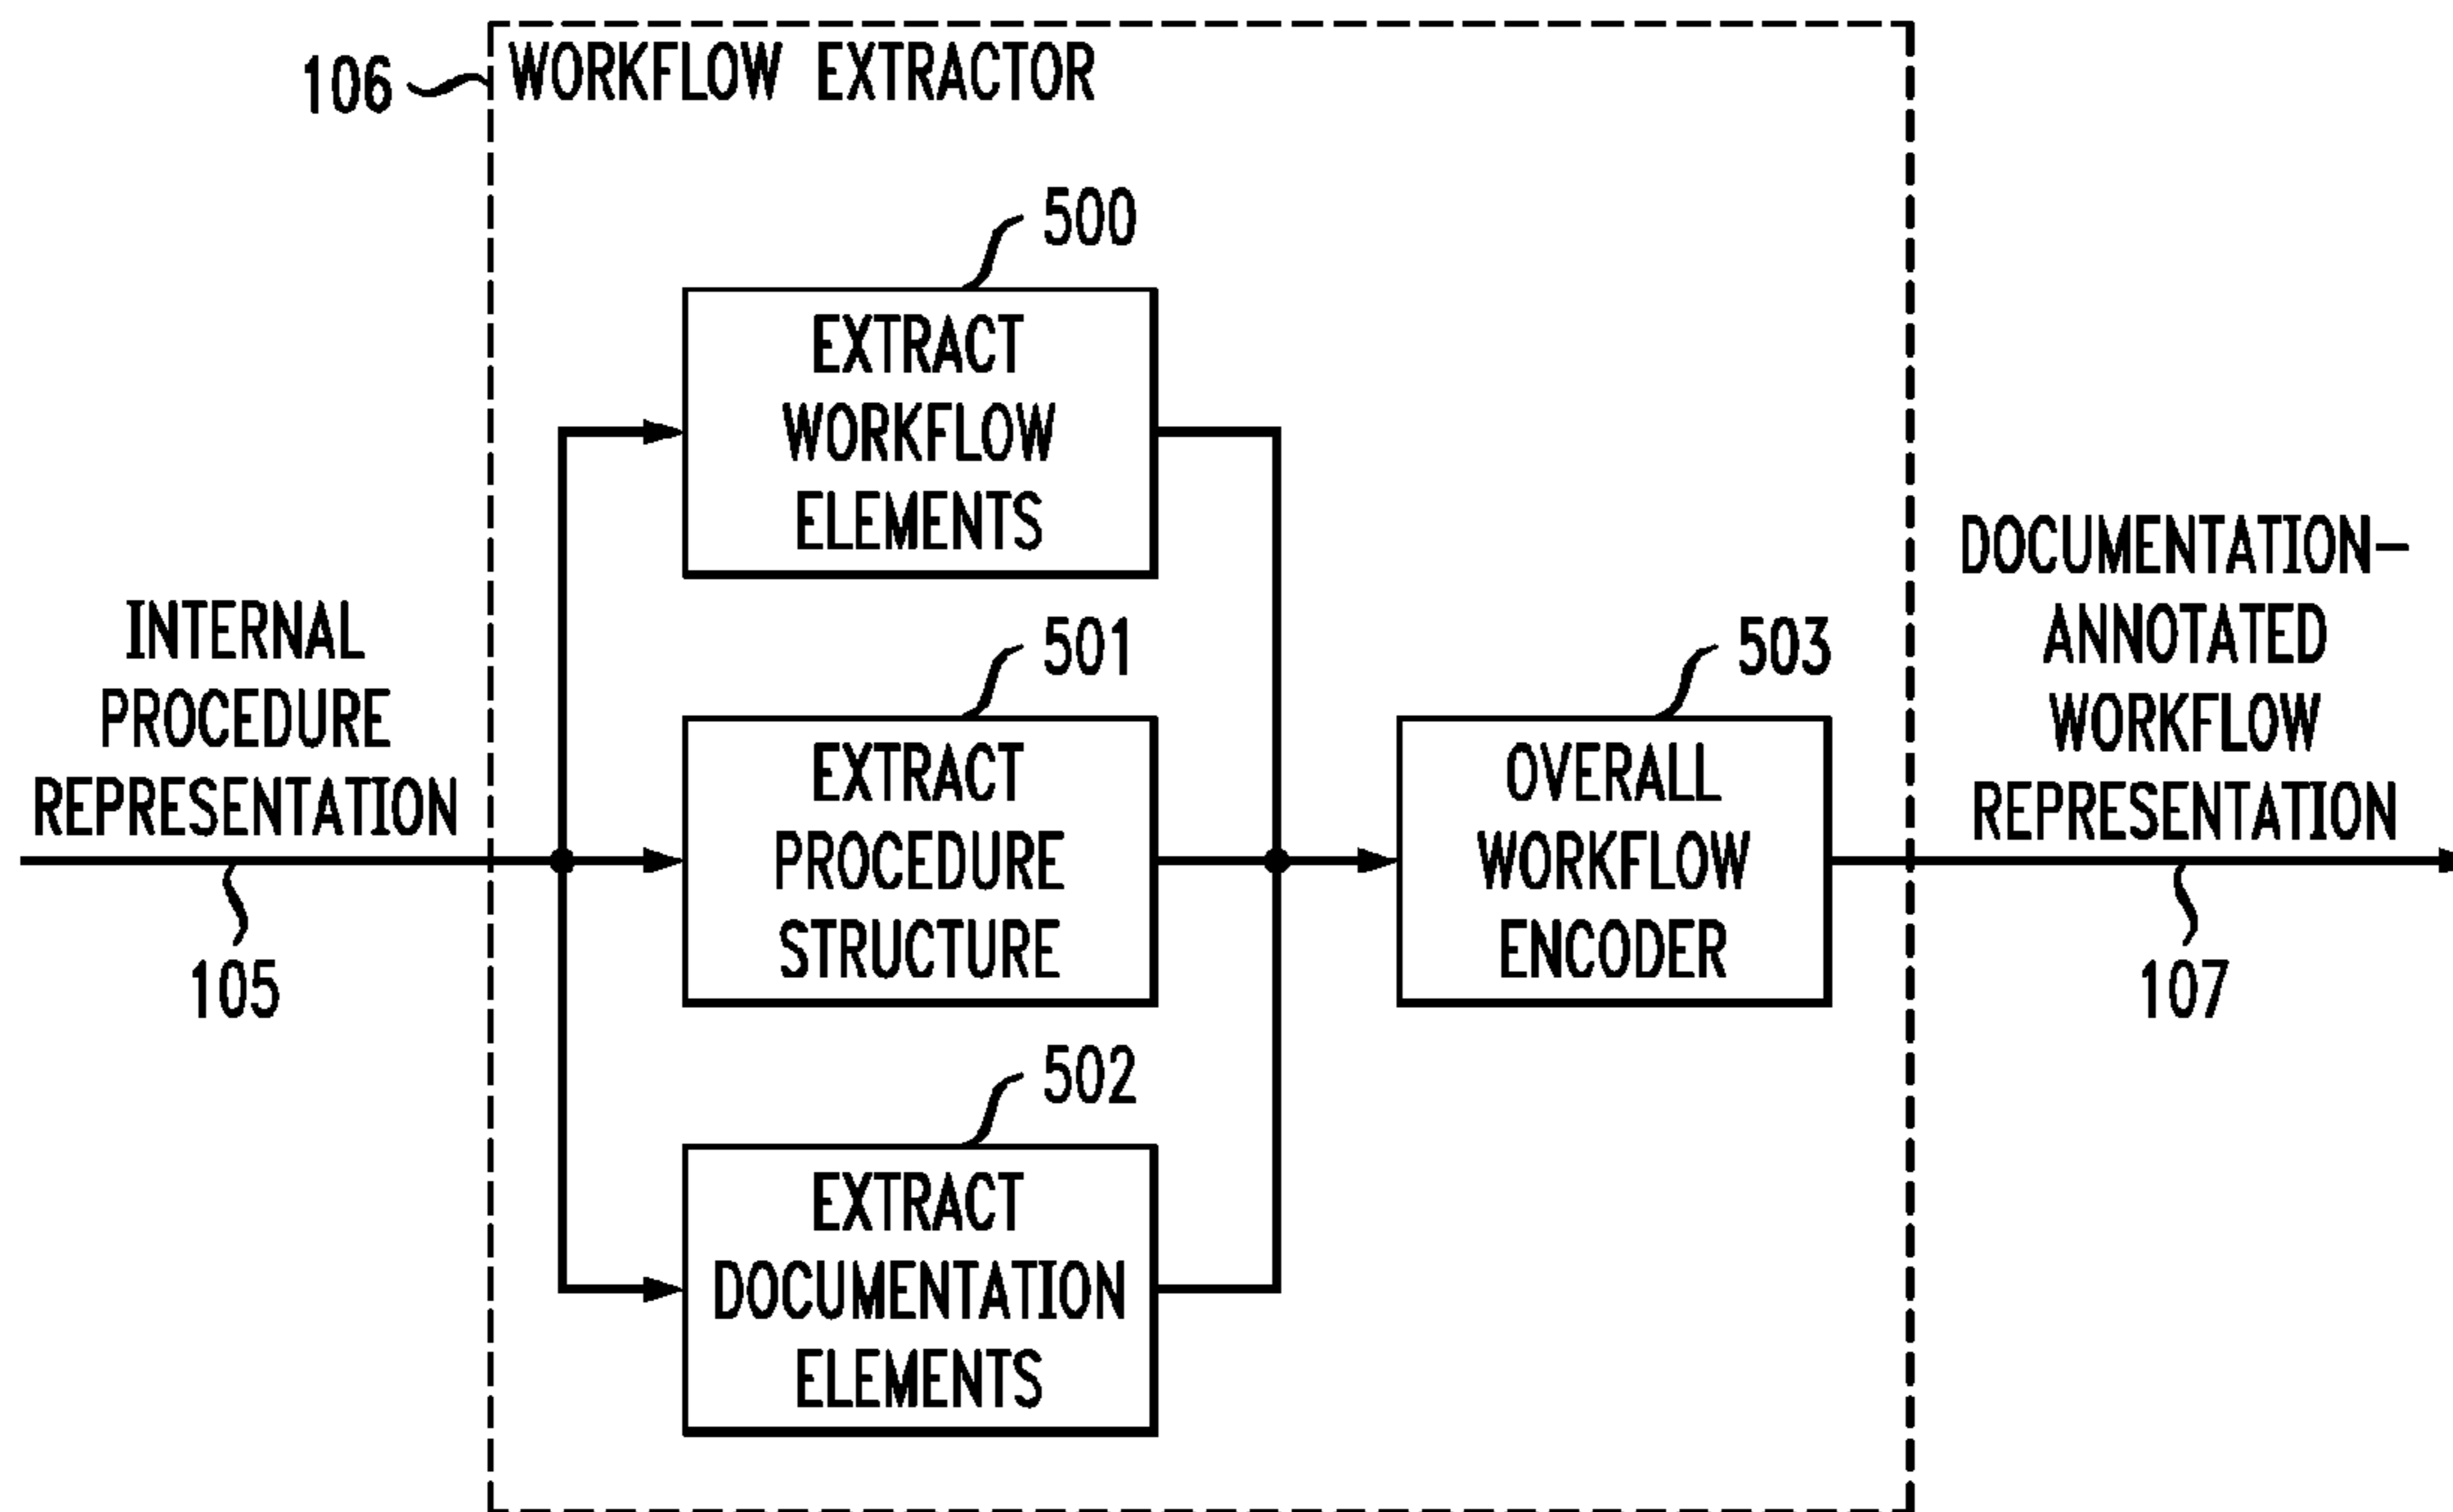 106
WORKFLOW EXTRACTOR
500
EXTRACT
WORKFLOW
ELEMENTS
INTERNAL
PROCEDURE
REPRESENTATION
105
501
EXTRACT
PROCEDURE
STRUCTURE
502
EXTRACT
DOCUMENTATION
ELEMENTS
503
OVERALL
WORKFLOW
ENCODER
DOCUMENTATION-
ANNOTATED
WORKFLOW
REPRESENTATION
107